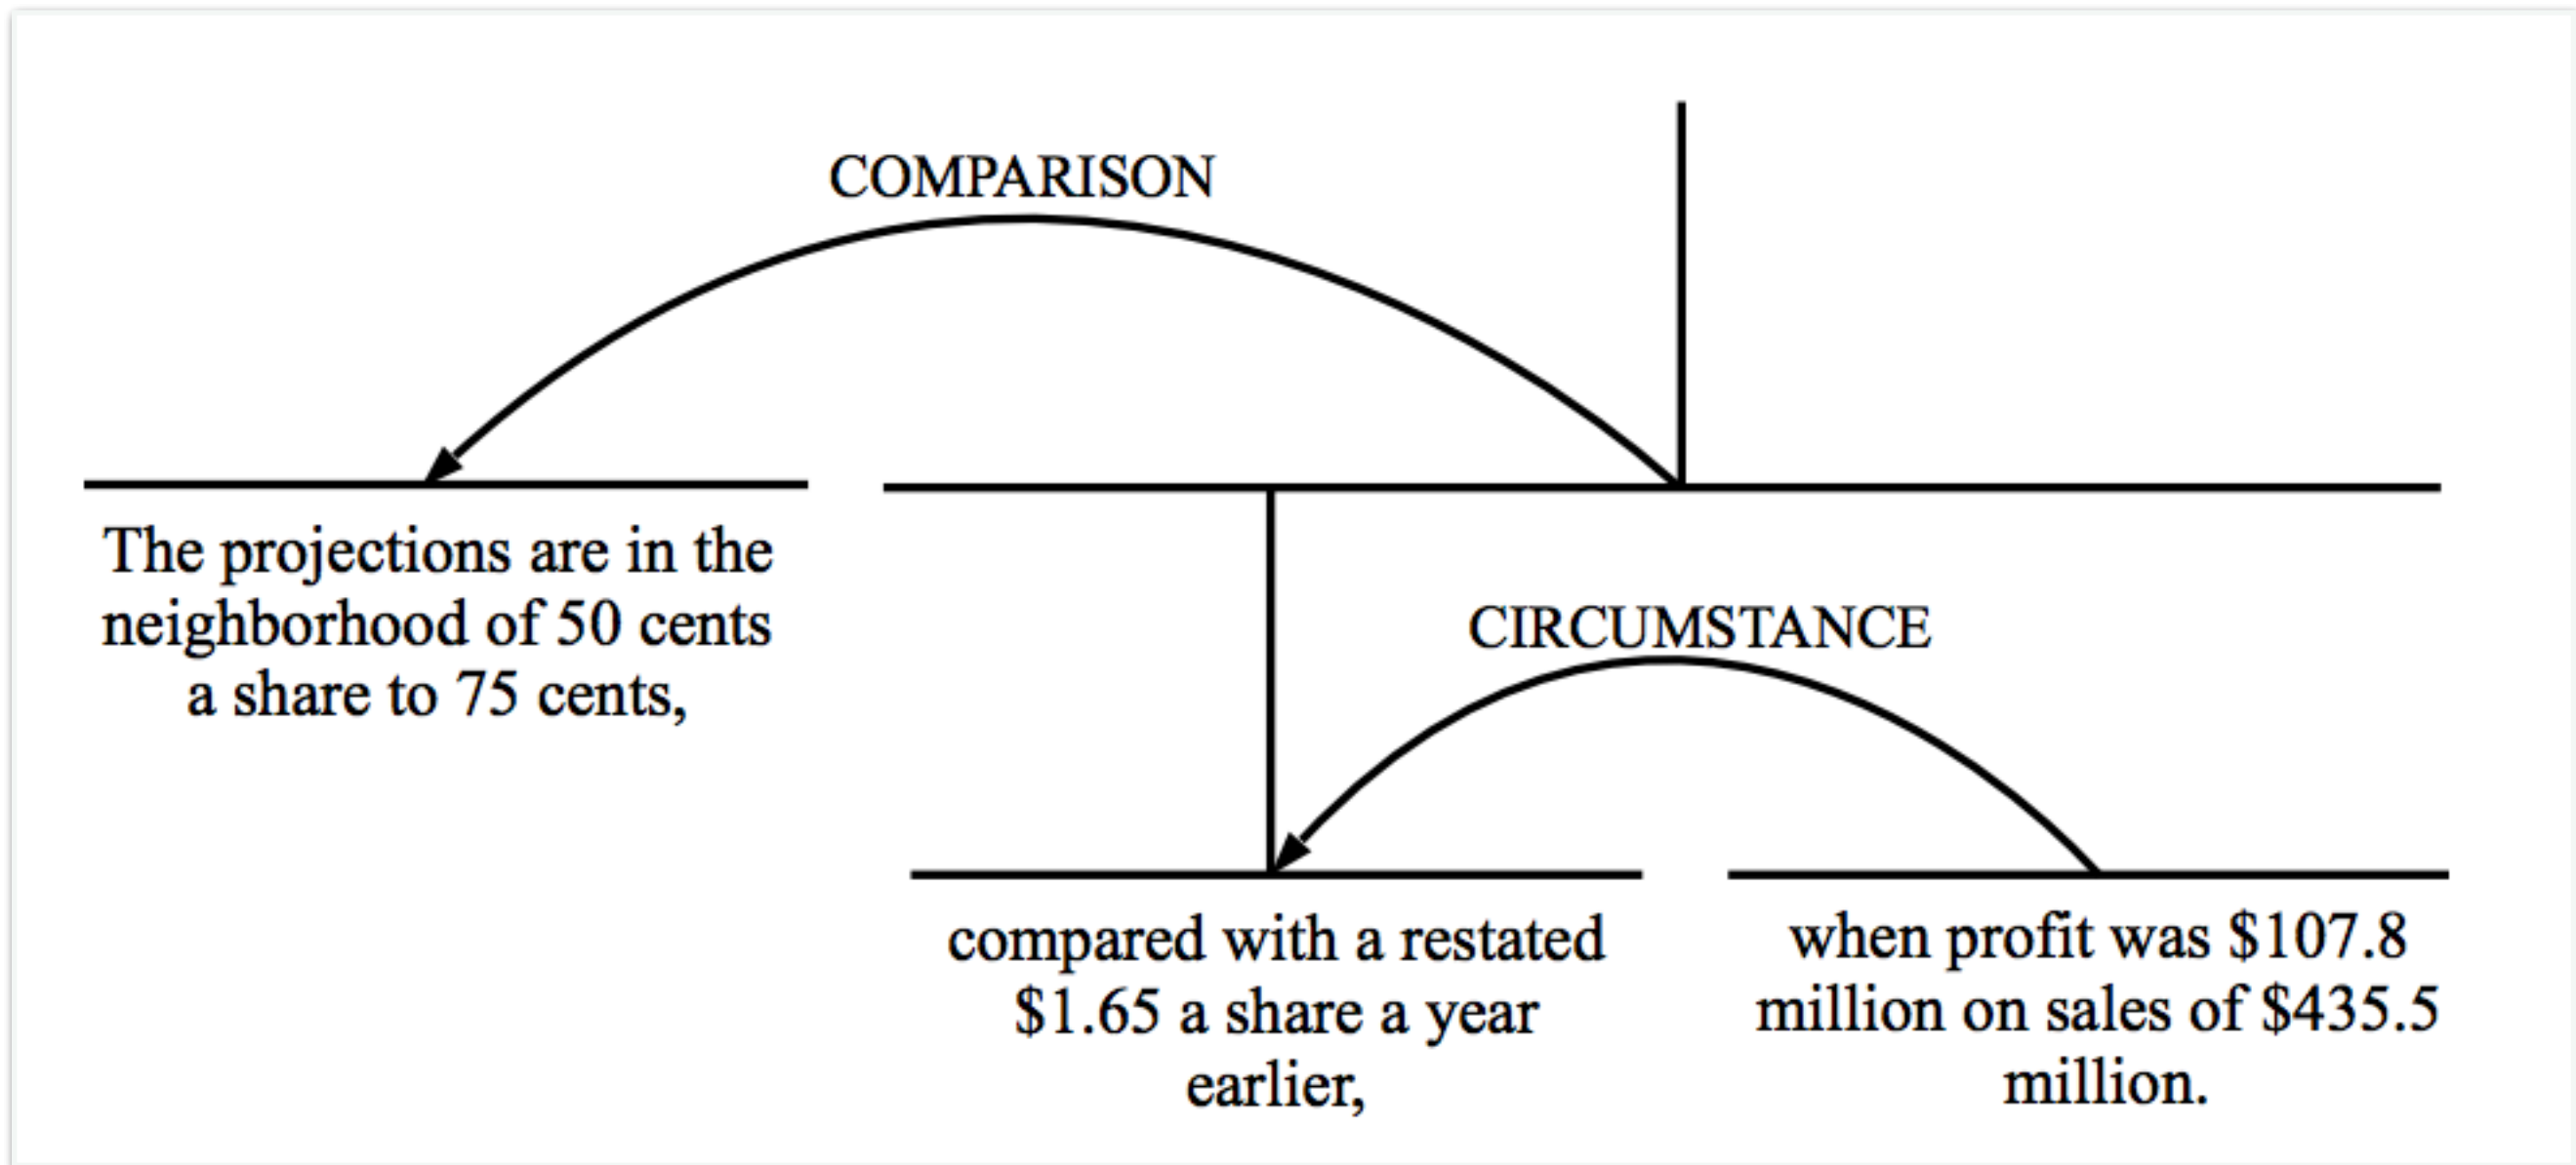 COMPARISON
The projections are in the
neighborhood of 50 cents
a share to 75 cents,
CIRCUMSTANCE
compared with a restated
$1.65 a share a year
earlier,
when profit was $107.8
million on sales of $435.5
million.